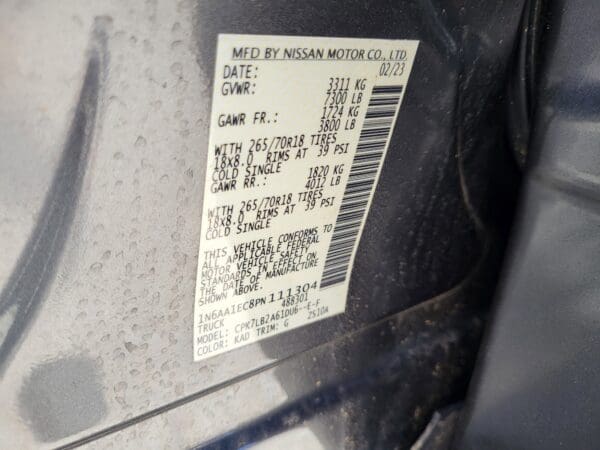 MFD BY NISSAN MOTOR CO., LTD.
DATE: 02/23
GVWR: 3311 KG
7300 LB
GAWR FR.: 1724 KG
3800 LB
WITH 265/70R18 TIRES
18X8.0 RIMS AT 39 PSI
COLD SINGLE
GAWR RR.: 1820 KG
4012 LB
WITH 265/70R18 TIRES
18X8.0 RIMS AT 39 PSI
COLD SINGLE
THIS VEHICLE CONFORMS TO
ALL APPLICABLE FEDERAL
MOTOR VEHICLE SAFETY
STANDARDS IN EFFECT ON
THE DATE OF MANUFACTURE
SHOWN ABOVE.
1N6AA1EC8PN111304
TRUCK 488301
MODEL: CPK7LB2A61DU6--E-F
COLOR: KAD TRIM: G 2S10A